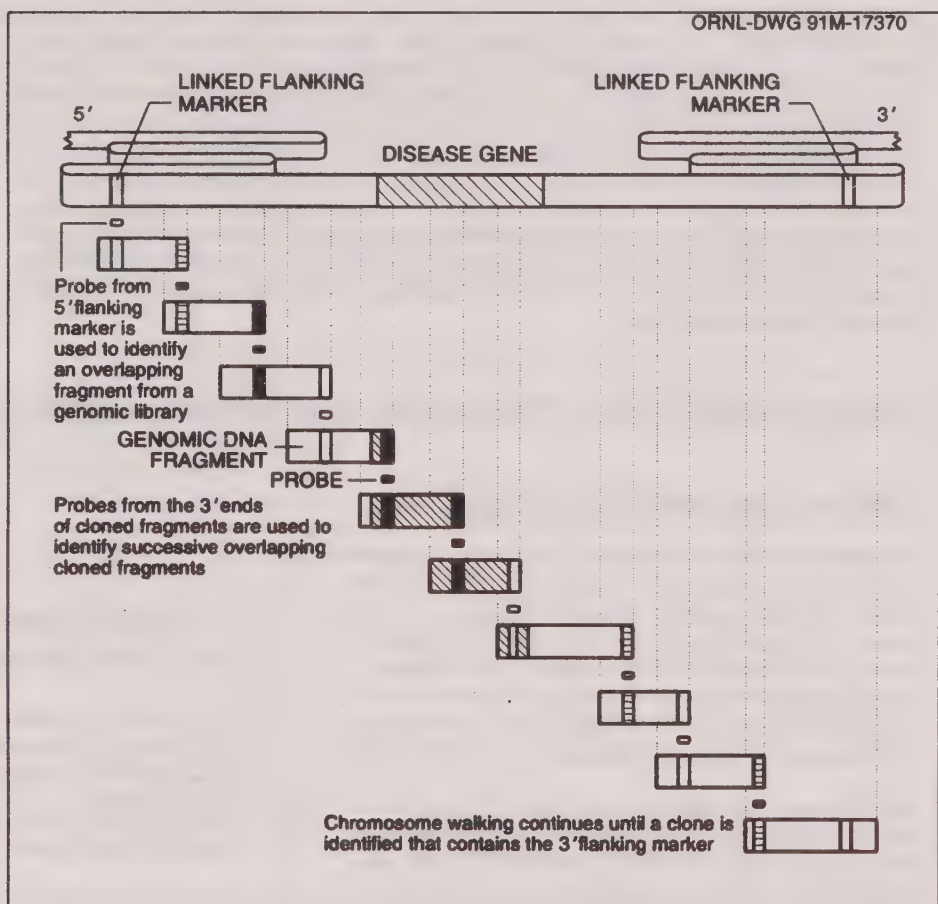 ORNL-DWG 91M-17370
LINKED FLANKING
MARKER
LINKED FLANKING
MARKER
5′
3′
DISEASE GENE
Probe from
5′flanking
marker is
used to identify
an overlapping
fragment from a
genomic library
GENOMIC DNA
FRAGMENT
PROBE
Probes from the 3′ends
of cloned fragments are used to
identify successive overlapping
cloned fragments
Chromosome walking continues until a clone is
identified that contains the 3′flanking marker